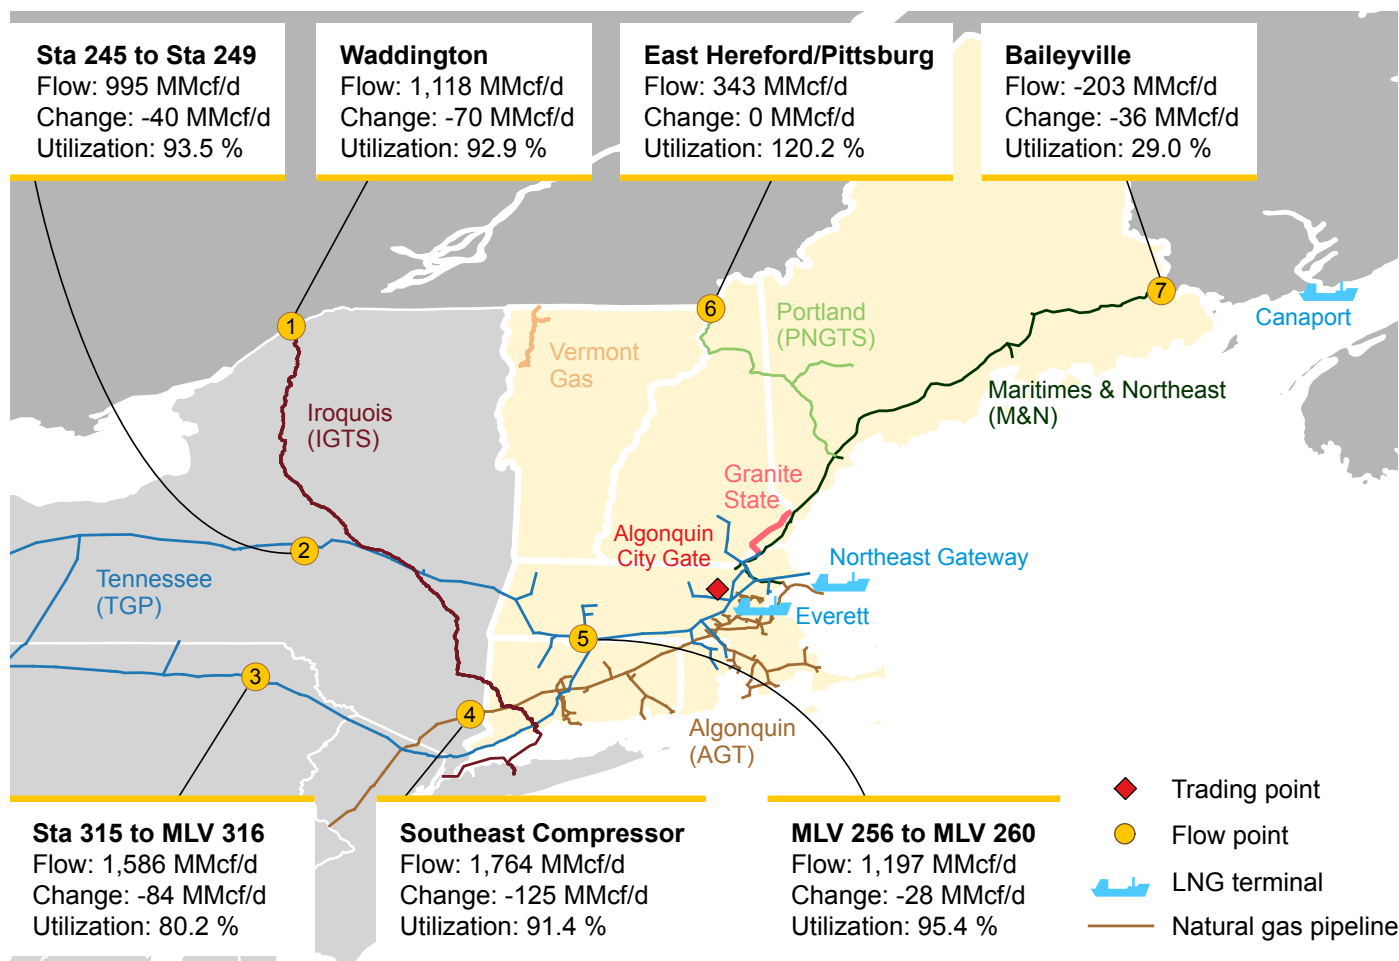 Sta 245 to Sta 249
Flow: 995 MMcf/d
Change: -40 MMcf/d
Utilization: 93.5 %
Waddington
Flow: 1,118 MMcf/d
Change: -70 MMcf/d
Utilization: 92.9 %
East Hereford/Pittsburg
Flow: 343 MMcf/d
Change: 0 MMcf/d
Utilization: 120.2 %
Baileyville
Flow: -203 MMcf/d
Change: -36 MMcf/d
Utilization: 29.0 %
7
6
1
Canaport
Portland
(PNGTS)
Vermont
Gas
Maritimes & Northeast
(M&N)
Iroquois
(IGTS)
Granite
State
Algonquin
City Gate
2
Northeast Gateway
Tennessee
(TGP)
Everett
5
3
4
Algonquin
(AGT)
Sta 315 to MLV 316
Flow: 1,586 MMcf/d
Change: -84 MMcf/d
Utilization: 80.2 %
Southeast Compressor
Flow: 1,764 MMcf/d
Change: -125 MMcf/d
Utilization: 91.4 %
MLV 256 to MLV 260
Flow: 1,197 MMcf/d
Change: -28 MMcf/d
Utilization: 95.4 %
Trading point
Flow point
LNG terminal
Natural gas pipeline